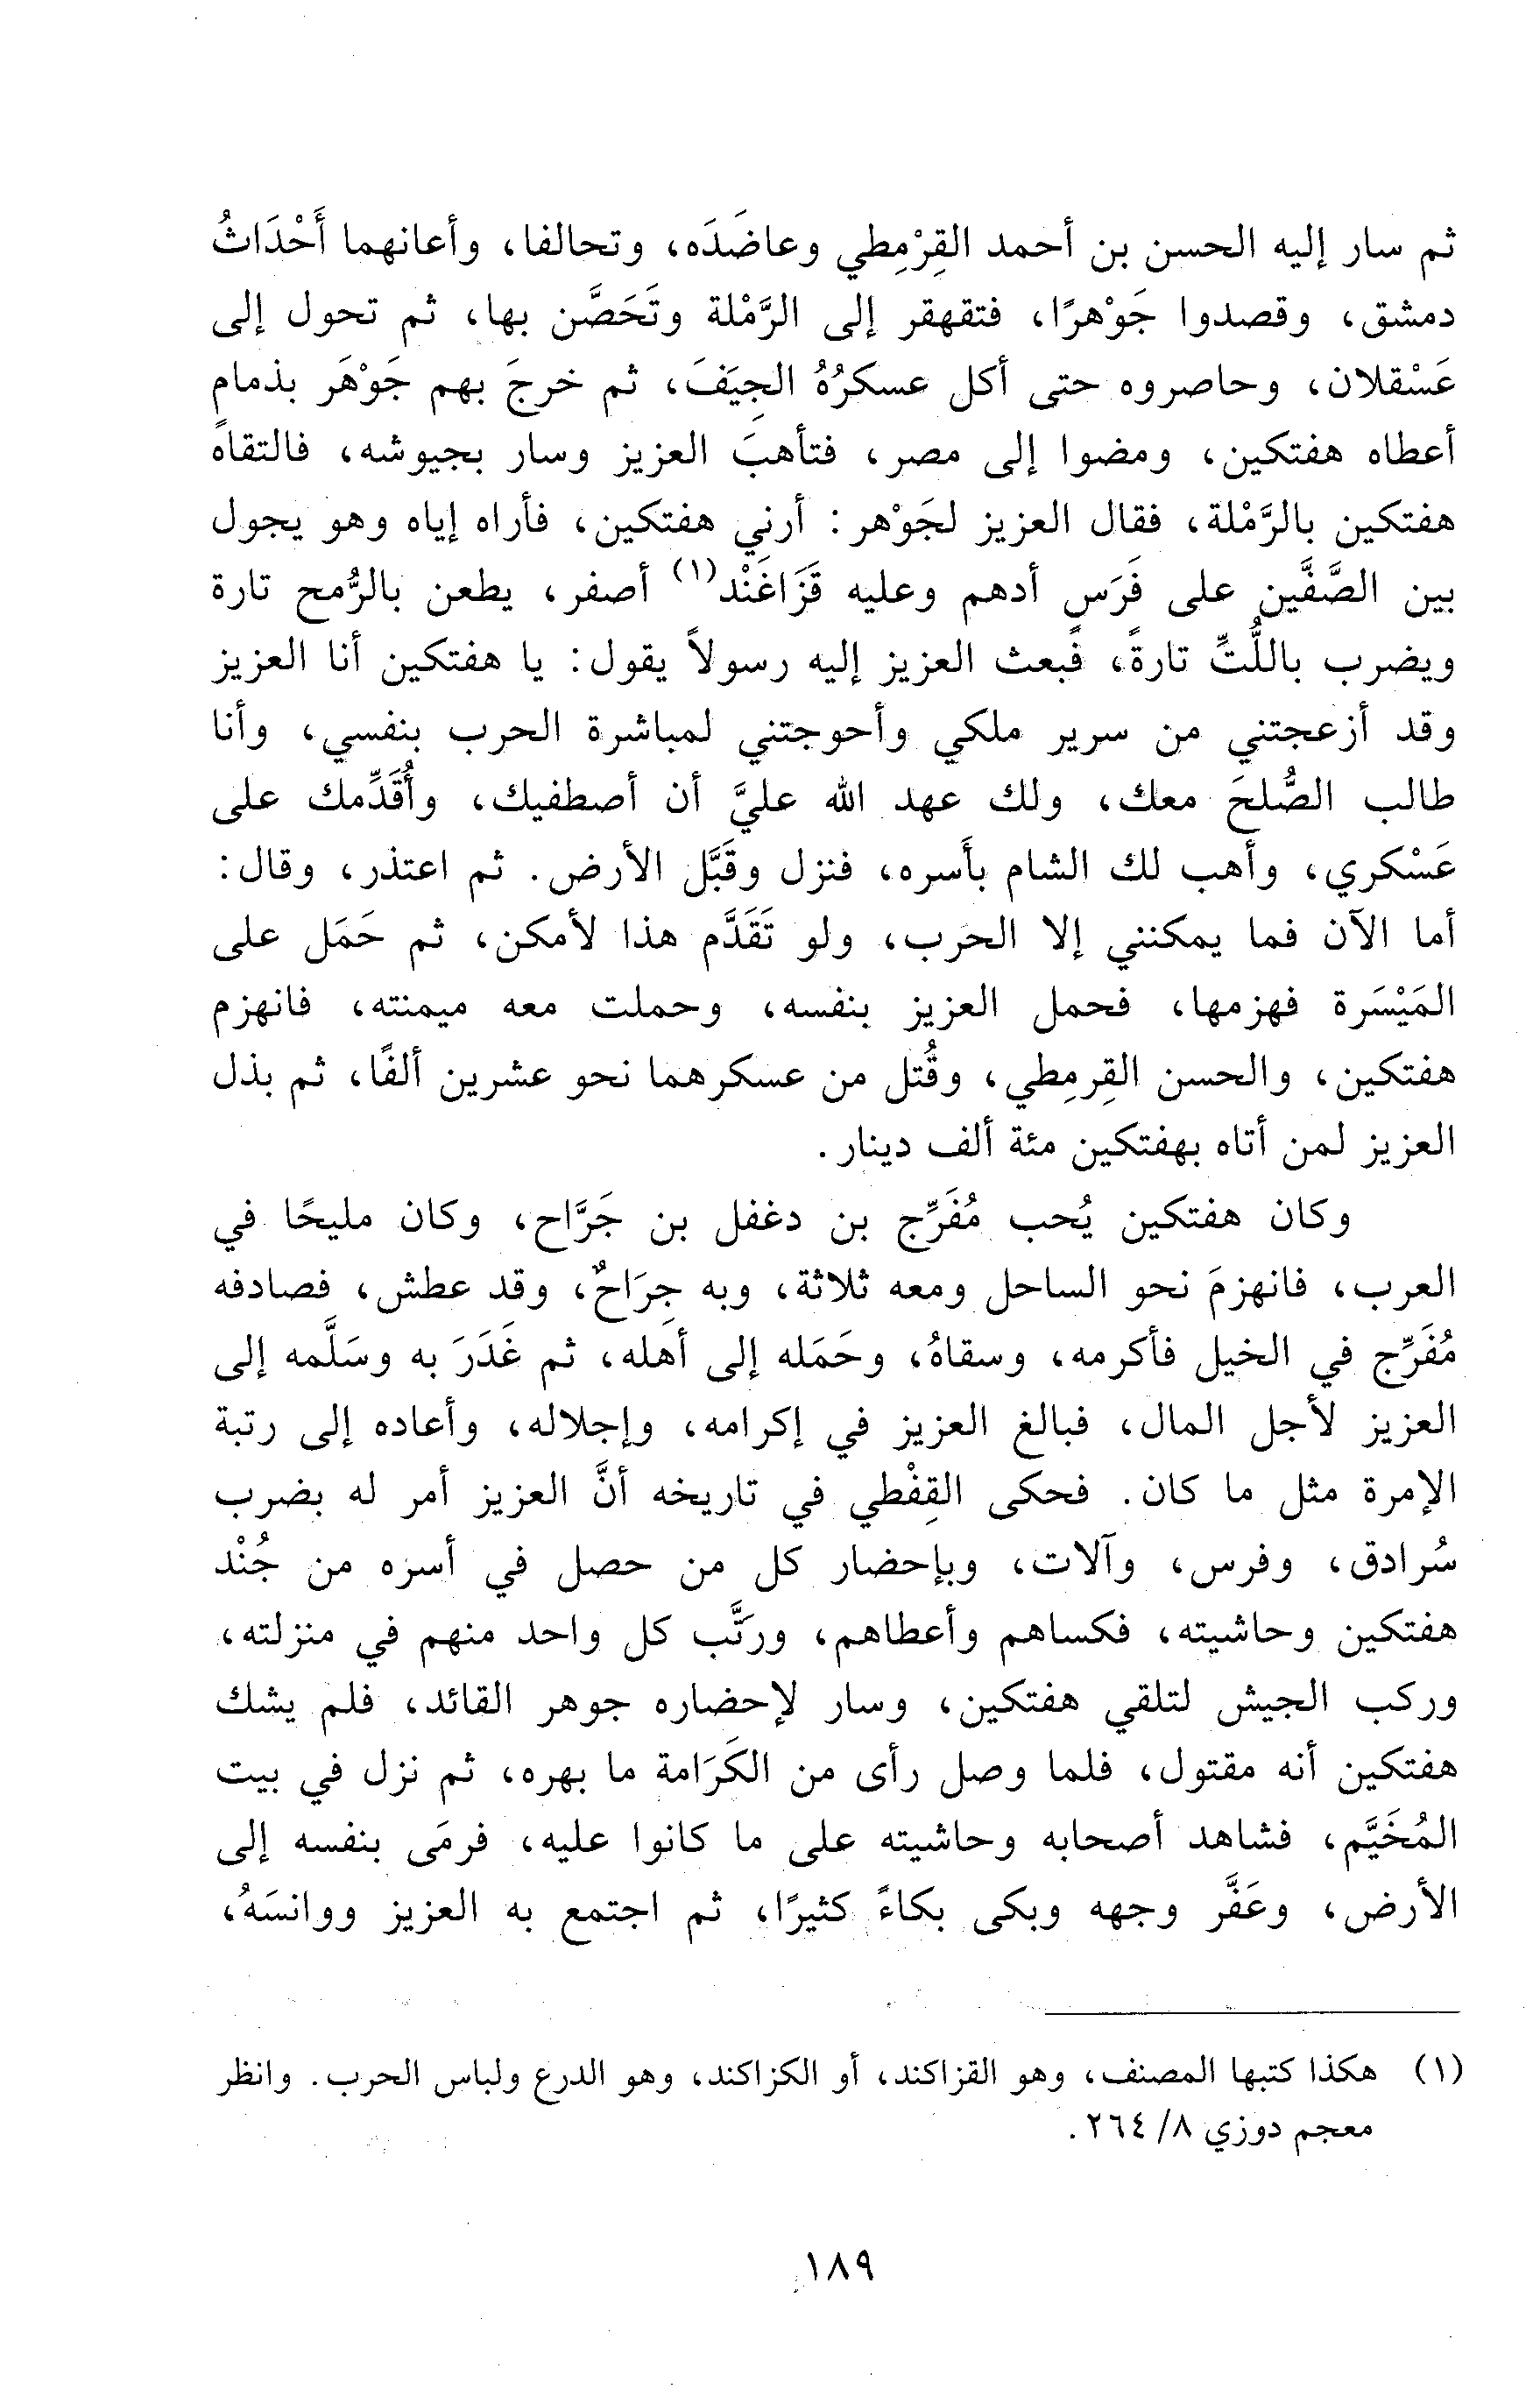 ثم سار إليه الحسن بن أحمد القِرْمِطي وعاضَدَه، وتحالفا، وأعانهما أَحْدَاثُ
دمشق، وقصدوا جَوْهرًا، فتقهقر إلى الرَّمْلة وتَحَصَّن بها، ثم تحول إلى
عَسْقلان، وحاصروه حتى أكل عسكرُهُ الجِيَفَ، ثم خرجَ بهم جَوْهَر بذمام
أعطاه هفتكين، ومضوا إلى مصر، فتأهبَ العزيز وسار بجيوشه، فالتقاه
هفتكين بالرَّمْلة، فقال العزيز لجَوْهر: أرني هفتكين، فأراه إياه وهو يجول
بين الصَّفَّين على فَرَسٍ أدهم وعليه قَزَاغَنْد(١) أصفر، يطعن بالرُّمح تارة
ويضرب باللُّتِّ تارةً، فبعث العزيز إليه رسولاً يقول: يا هفتكين أنا العزيز
وقد أزعجتني من سرير ملكي وأحوجتني لمباشرة الحرب بنفسي، وأنا
طالب الصُّلحَ معك، ولك عهد الله عليَّ أن أصطفيك، وأُقَدِّمك على
عَسْكري، وأهب لك الشام بأَسره، فنزل وقَبَّل الأرض. ثم اعتذر، وقال:
أما الآن فما يمكنني إلا الحرب، ولو تَقَدَّم هذا لأمكن، ثم حَمَل على
المَيْسَرة فهزمها، فحمل العزيز بنفسه، وحملت معه ميمنته، فانهزم
هفتكين، والحسن القِرمِطي، وقُتل من عسكرهما نحو عشرين ألفًا، ثم بذل
العزيز لمن أتاه بهفتكين مئة ألف دينار.
وكان هفتكين يُحب مُفَرِّج بن دغفل بن جَرَّاح، وكان مليحًا في
العرب، فانهزمَ نحو الساحل ومعه ثلاثة، وبه جِرَاحٌ، وقد عطش، فصادفه
مُفَرِّج في الخيل فأكرمه، وسقاهُ، وحَمَله إلى أهله، ثم غَدَرَ به وسَلَّمه إلى
العزيز لأجل المال، فبالغ العزيز في إكرامه، وإجلاله، وأعاده إلى رتبة
الإمرة مثل ما كان. فحكى القِفْطي في تاريخه أنَّ العزيز أمر له بضرب
سُرادق، وفرس، وآلات، وبإحضار كل من حصل في أسره من جُنْد
هفتكين وحاشيته، فكساهم وأعطاهم، ورتَّب كل واحد منهم في منزلته،
وركب الجيش لتلقي هفتكين، وسار لإحضاره جوهر القائد، فلم يشك
هفتكين أنه مقتول، فلما وصل رأى من الكَرَامة ما بهره، ثم نزل في بيت
المُخَيَّم، فشاهد أصحابه وحاشيته على ما كانوا عليه، فرمَى بنفسه إلى
الأرض، وعَفَّر وجهه وبكى بكاءً كثيرًا، ثم اجتمع به العزيز ووانسَهُ،
(١) هكذا كتبها المصنف، وهو القزاكند، أو الكزاكند، وهو الدرع ولباس الحرب. وانظر
معجم دوزي ٨/ ٢٦٤.
١٨٩